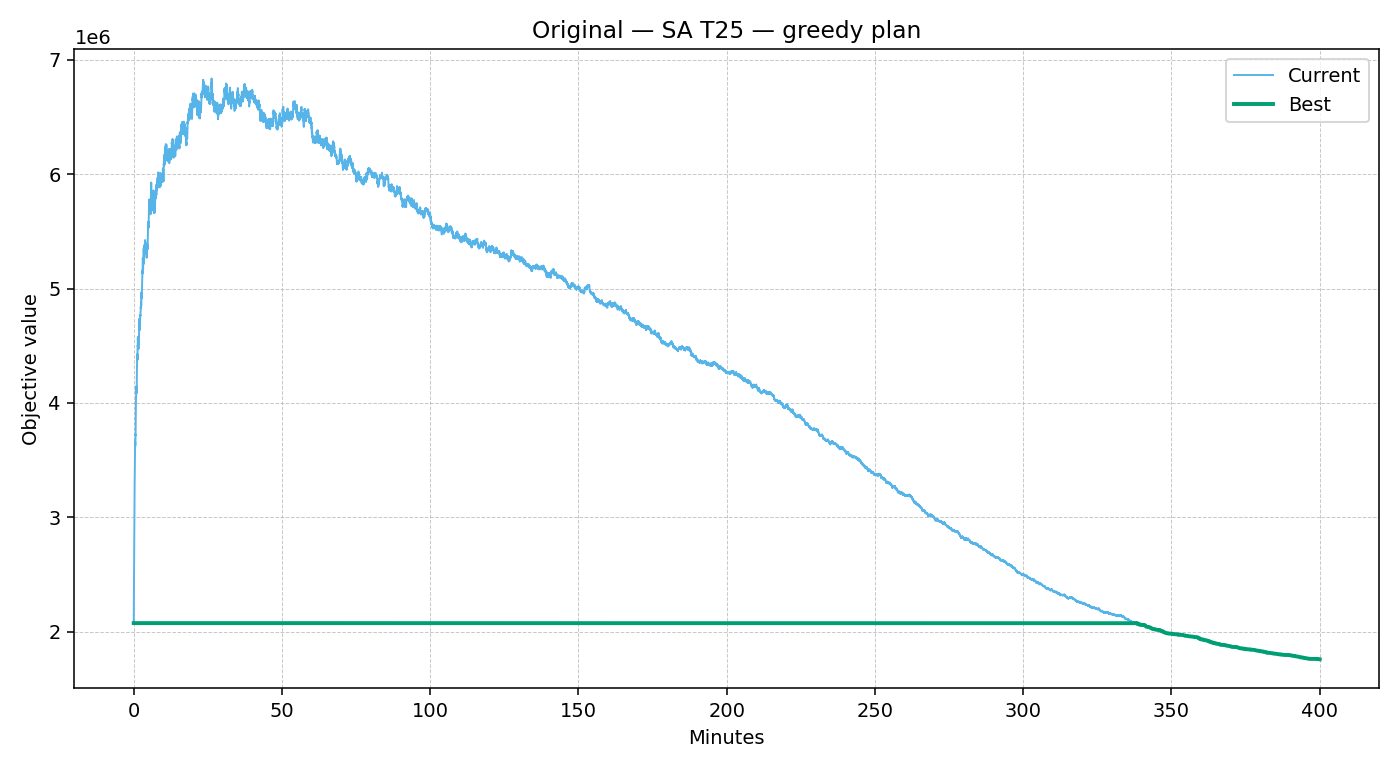 Original — SA T25 — greedy plan
1e6
7
6
5
4
3
2
Objective value
Current
Best
0 50 100 150 200 250 300 350 400
Minutes